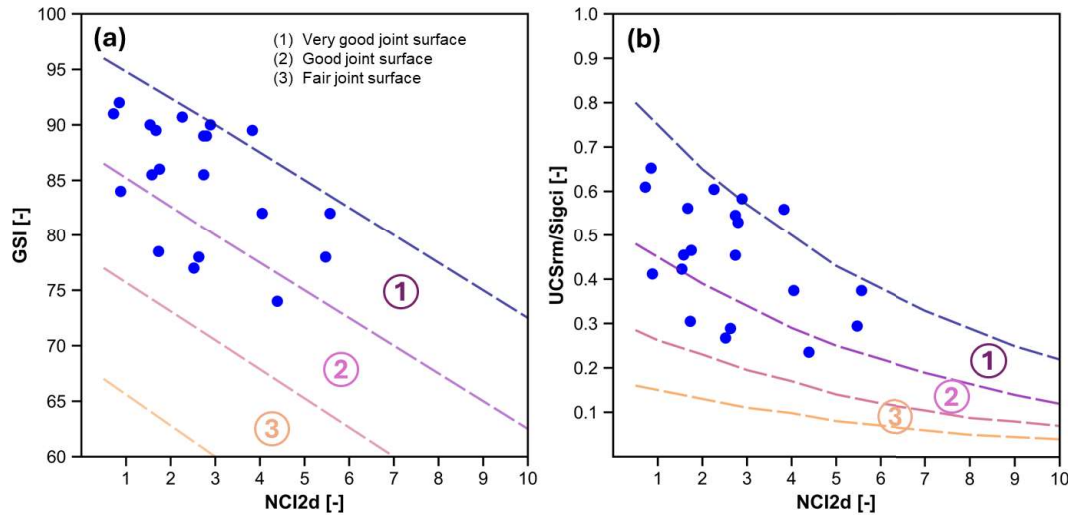 (a)
(1) Very good joint surface
(2) Good joint surface
(3) Fair joint surface
100
95
90
85
80
75
70
65
60
GSI [-]
1
2
3
1 2 3 4 5 6 7 8 9 10
NCI2d [-]
(b)
1.0
0.9
0.8
0.7
0.6
0.5
0.4
0.3
0.2
0.1
UCSrm/Sigci [-]
1
2
3
1 2 3 4 5 6 7 8 9 10
NCI2d [-]